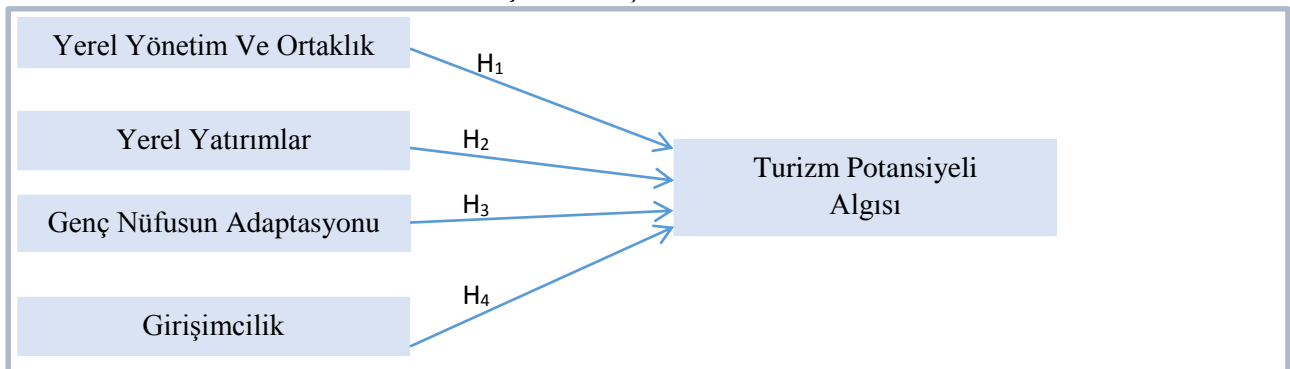 Yerel Yönetim Ve Ortaklık
H₁
Yerel Yatırımlar
H₂
Turizm Potansiyeli
Algısı
Genç Nüfusun Adaptasyonu
H₃
Girişimcilik
H₄